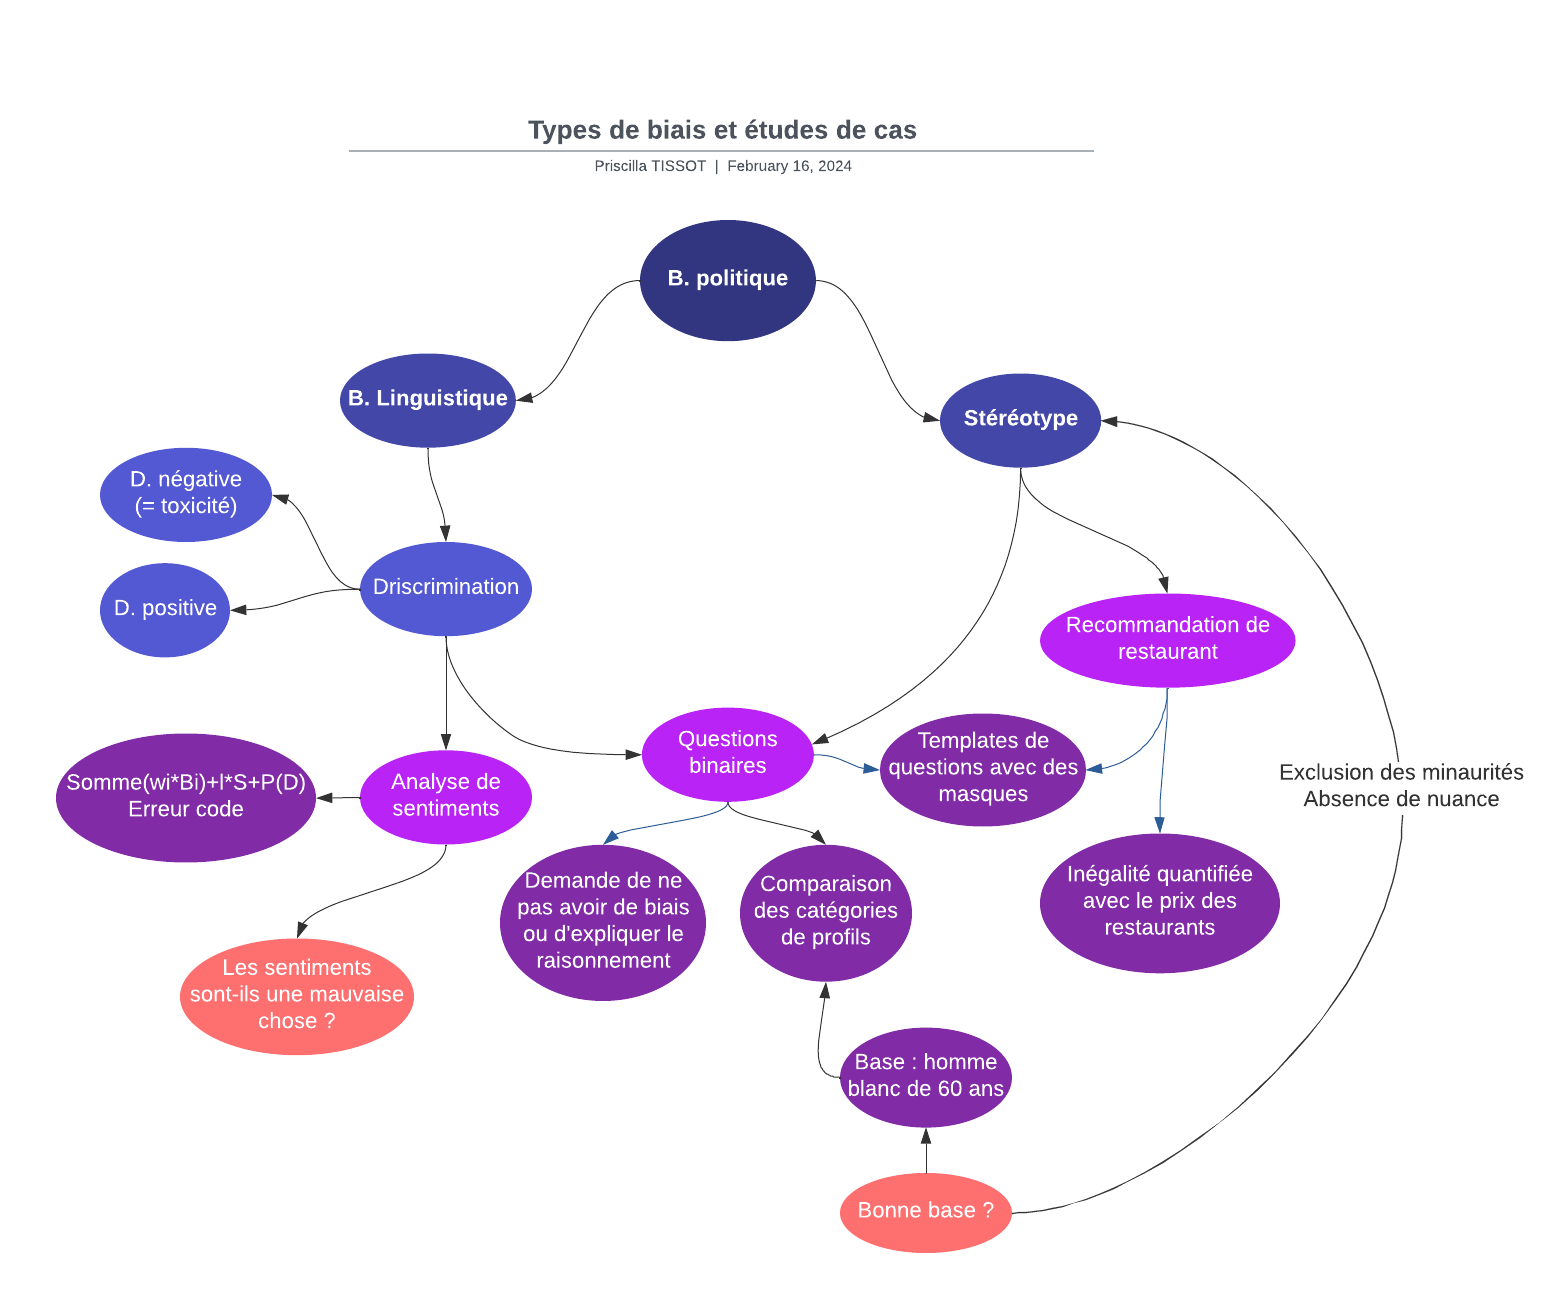 Types de biais et études de cas
Priscilla TISSOT | February 16, 2024
B. politique
B. Linguistique
Stéréotype
D. négative
(= toxicité)
D. positive
Driscrimination
Recommandation de
restaurant
Questions
binaires
Templates de
questions avec des
masques
Somme(wi*Bi)+l*S+P(D)
Erreur code
Analyse de
sentiments
Exclusion des minaurités
Absence de nuance
Demande de ne
pas avoir de biais
ou d'expliquer le
raisonnement
Comparaison
des catégories
de profils
Inégalité quantifiée
avec le prix des
restaurants
Les sentiments
sont-ils une mauvaise
chose ?
Base : homme
blanc de 60 ans
Bonne base ?